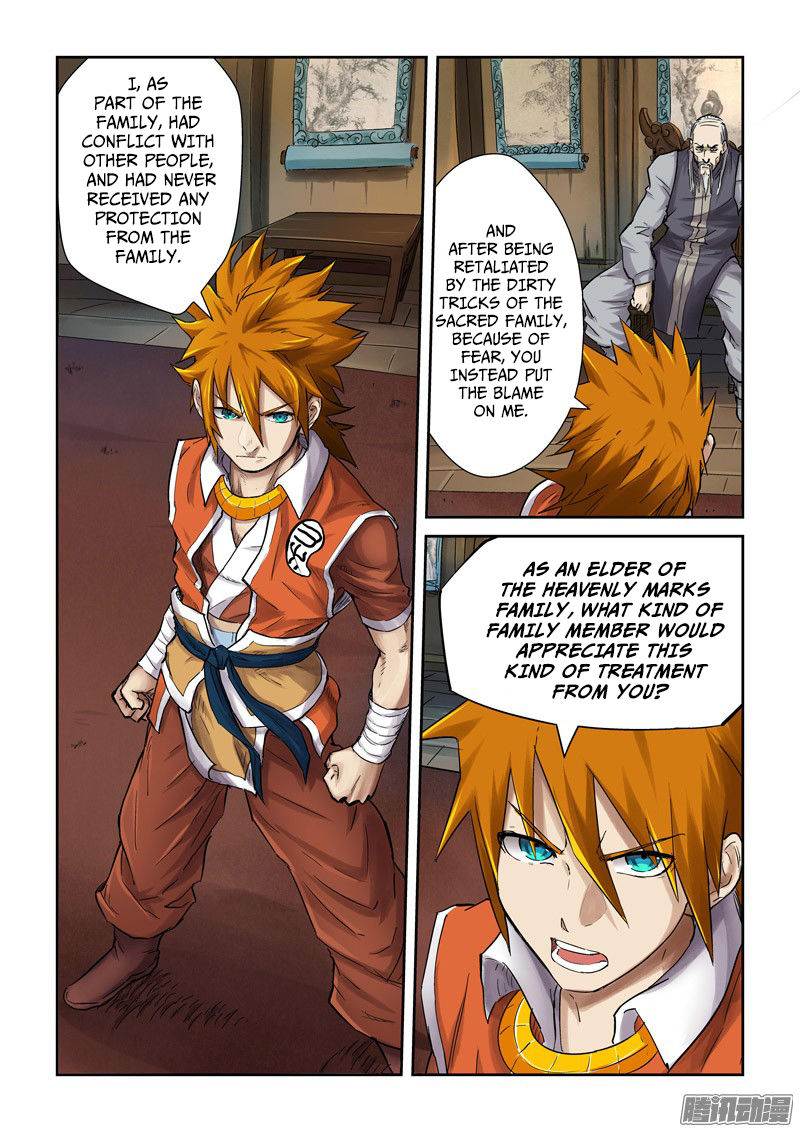 I, AS
PART OF THE
FAMILY, HAD
CONFLICT WITH
OTHER PEOPLE,
AND HAD NEVER
RECEIVED ANY
PROTECTION
FROM THE
FAMILY.
AND
AFTER BEING
RETALIATED
BY THE DIRTY
TRICKS OF THE
SACRED FAMILY,
BECAUSE OF
FEAR, YOU
INSTEAD PUT
THE BLAME
ON ME.
AS AN ELDER OF
THE HEAVENLY MARKS
FAMILY, WHAT KIND OF
FAMILY MEMBER WOULD
APPRECIATE THIS
KIND OF TREATMENT
FROM YOU?
腾讯动漫